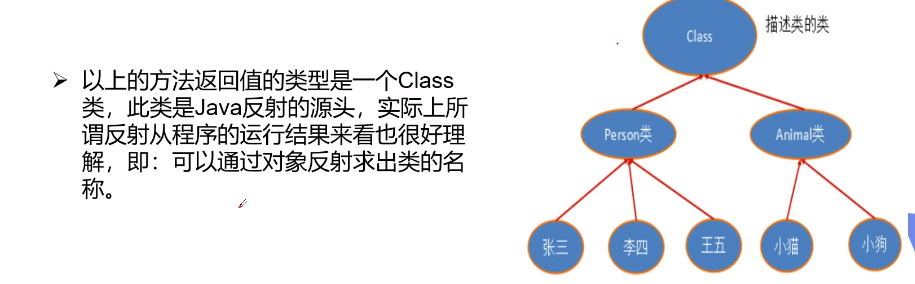 以上的方法返回值的类型是一个Class
类，此类是Java反射的源头，实际上所
谓反射从程序的运行结果来看也很好理
解，即：可以通过对象反射求出类的名
称。
Class
描述类的类
Person类
Animal类
张三
李四
王五
小猫
小狗